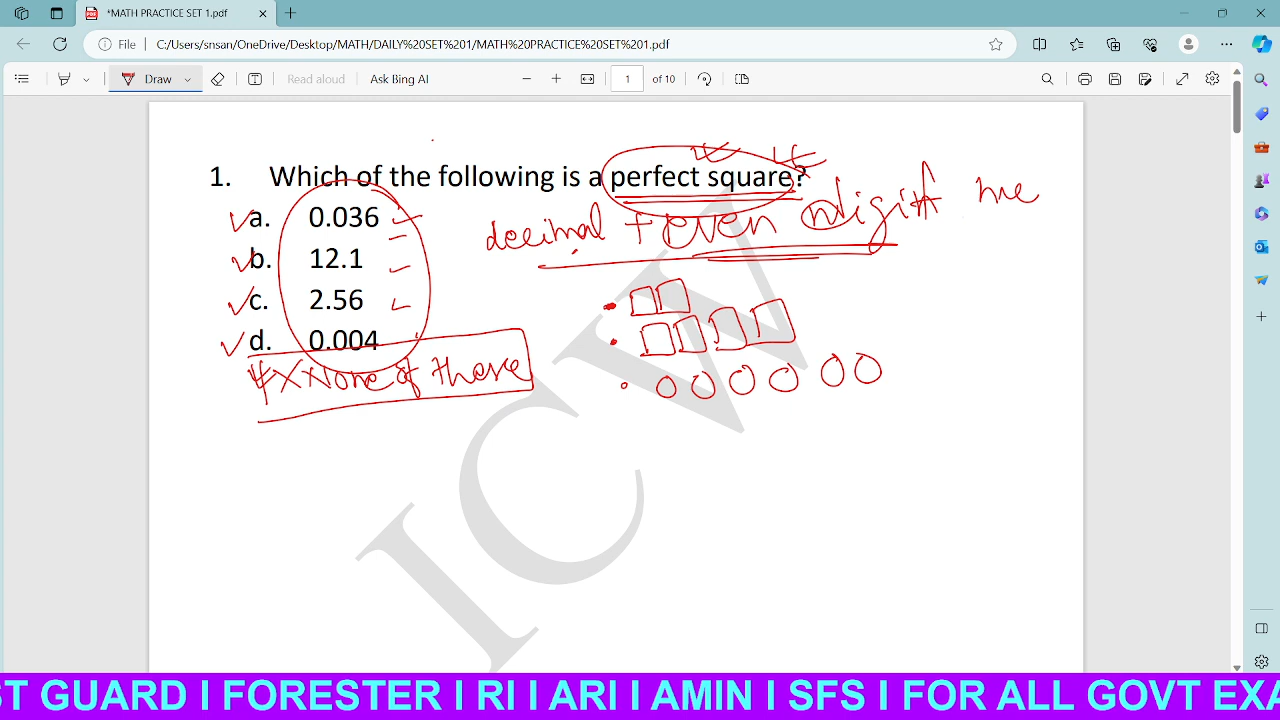 *MATH PRACTICE SET 1.pdf
File
C:/Users/snsan/OneDrive/Desktop/MATH/DAILY%20SET%201/MATH%20PRACTICE%20SET%201.pdf
Draw
Read aloud
Ask Bing AI
1 of 10
1. Which of the following is a perfect square?
a. 0.036
b. 12.1
c. 2.56
d. 0.004
decimal + even digit
None of these
ICW
ST GUARD I FORESTER I RI I ARI I AMIN I SFS I FOR ALL GOVT EXA